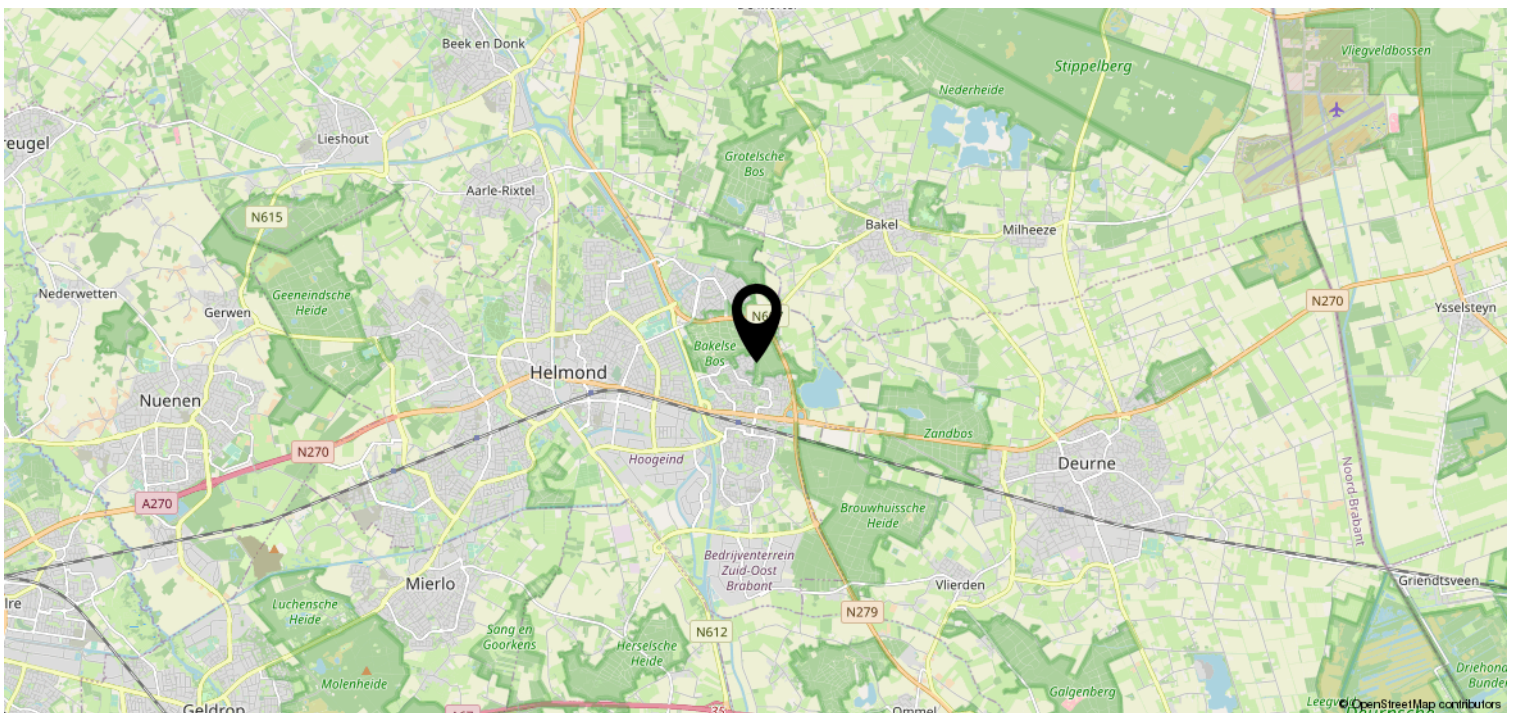 Beek en Donk
Vliegveldbossen
Stippelberg
Nederheide
Lieshout
reugel
Grotelsche
Bos
Aarle-Rixtel
N615
Bakel
Milheeze
Nederwetten
Geeneindsche
Heide
Gerwen
N270
Ysselsteyn
Bakelse
Bos
Helmond
Nuenen
Zandbos
N270
Hoogeind
Deurne
A270
Noord-Brabant
Brouwhuissche
Heide
Bedrijventerrein
Zuid-Oost
Brabant
Mierlo
Vlierden
Griendtsveen
Luchensche
Heide
N279
Sang en
Goorkens
N612
Herselsche
Heide
Molenheide
Galgenberg
Geldrop
Ommel
© OpenStreetMap contributors